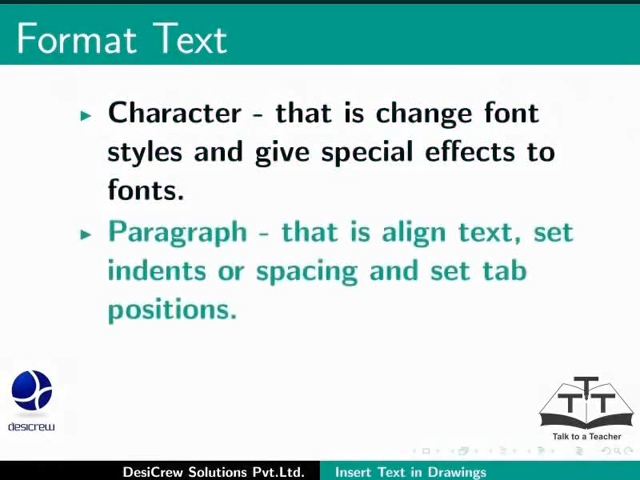 Format Text
Character - that is change font
styles and give special effects to
fonts.
Paragraph - that is align text, set
indents or spacing and set tab
positions.
desicrew
TTT
Talk to a Teacher
DesiCrew Solutions Pvt.Ltd. Insert Text in Drawings